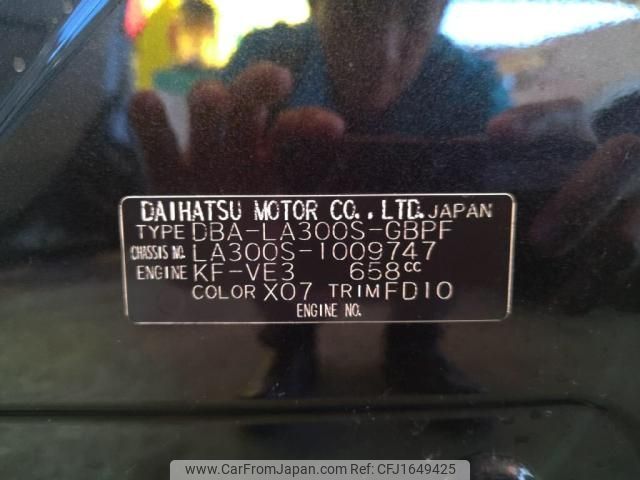 DAIHATSU MOTOR CO.,LTD. JAPAN
TYPE DBA-LA300S-GBPF
CHASSIS NO. LA300S-1009747
ENGINE KF-VE3 658CC
COLOR X07 TRIM FD10
ENGINE NO.
www.CarFromJapan.com | Ref. No: CFJ1649425